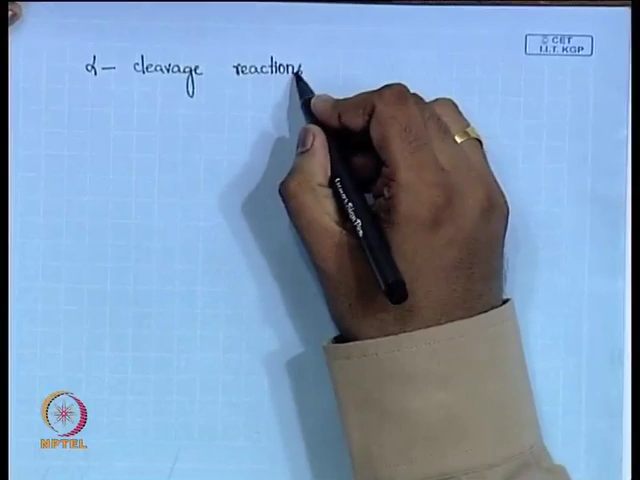 α- cleavage reactions
© CET
I.I.T. KGP
NPTEL